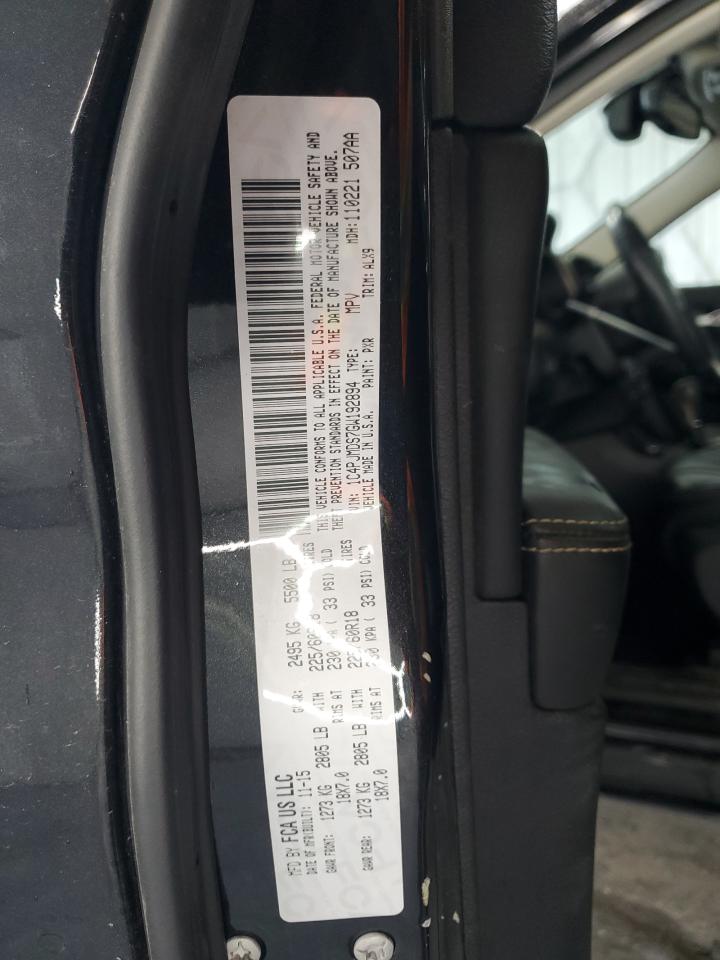 MFD BY FCA US LLC
DATE OF MFR(BUILT): 11-15 GVWR: 2495 KG 5500 LB
GAWR FRONT: 1273 KG 2805 LB WITH 225/60R18 TIRES
18X7.0 RIMS AT 230 KPA ( 33 PSI) COLD
GAWR REAR: 1273 KG 2805 LB WITH 225/60R18 TIRES
18X7.0 RIMS AT 230 KPA ( 33 PSI) COLD
THIS VEHICLE CONFORMS TO ALL APPLICABLE U.S.A. FEDERAL MOTOR VEHICLE SAFETY AND
THEFT PREVENTION STANDARDS IN EFFECT ON THE DATE OF MANUFACTURE SHOWN ABOVE.
VIN: 1C4PJMDS7GW192894 TYPE: MPV MDH: 110221 507AA
VEHICLE MADE IN U.S.A. PAINT: PXR TRIM: ALX9